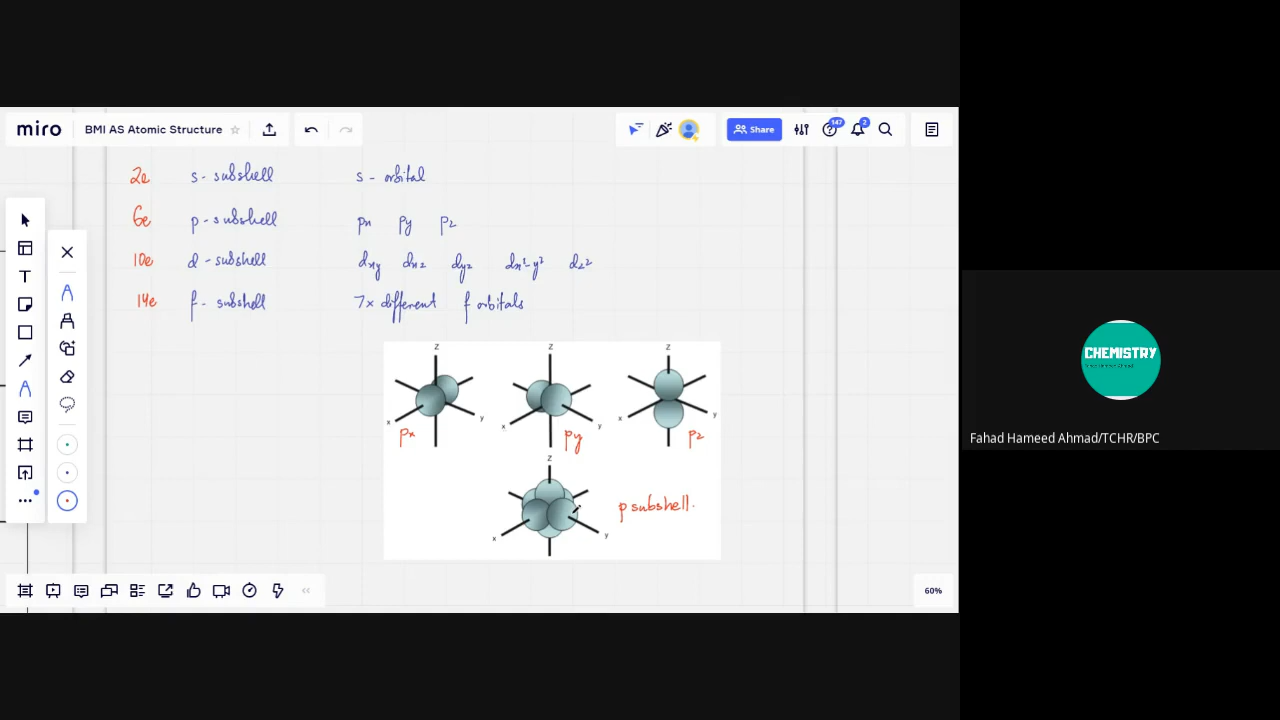 miro BMI AS Atomic Structure Share 147 2
2e s-subshell s-orbital
6e p-subshell px py pz
10e d-subshell dxy dxz dyz dx²-y² dz²
14e f-subshell 7x different f orbitals
z z z
x y x y x y
px py pz
z
p subshell.
x y
T
60%
CHEMISTRY
Fahad Hameed Ahmad/TCHR/BPC